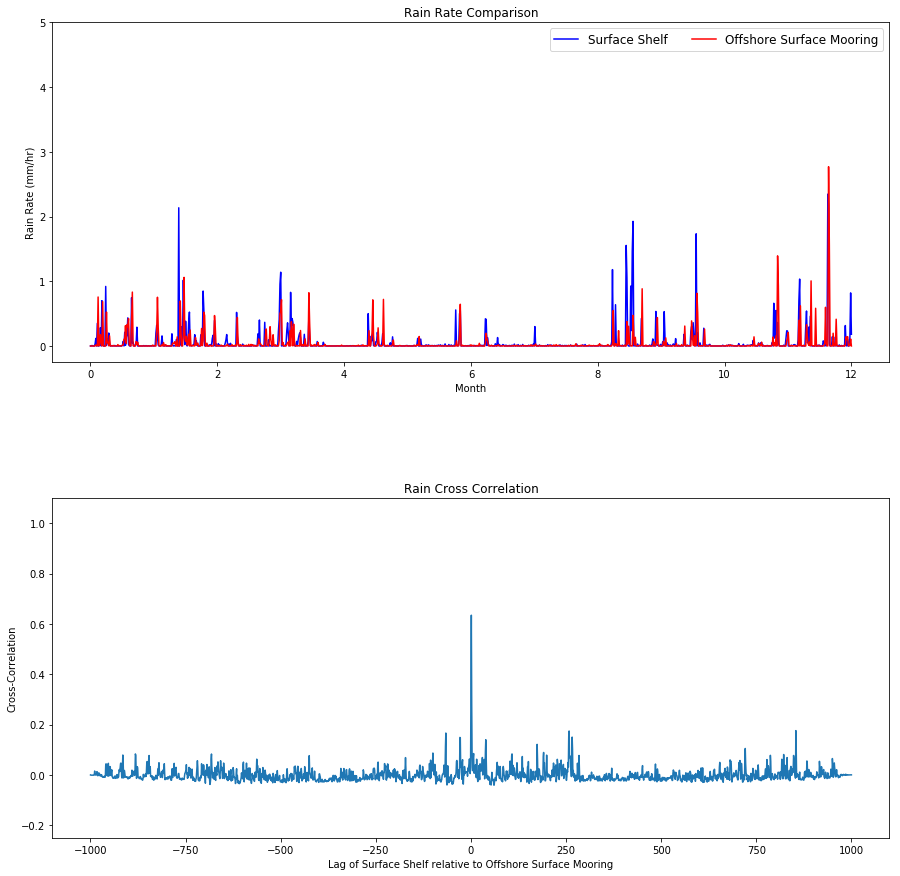 Rain Rate Comparison
Surface Shelf Offshore Surface Mooring
Rain Rate (mm/hr)
5
4
3
2
1
0
0 2 4 6 8 10 12
Month
Rain Cross Correlation
Cross-Correlation
1.0
0.8
0.6
0.4
0.2
0.0
−0.2
−1000 −750 −500 −250 0 250 500 750 1000
Lag of Surface Shelf relative to Offshore Surface Mooring